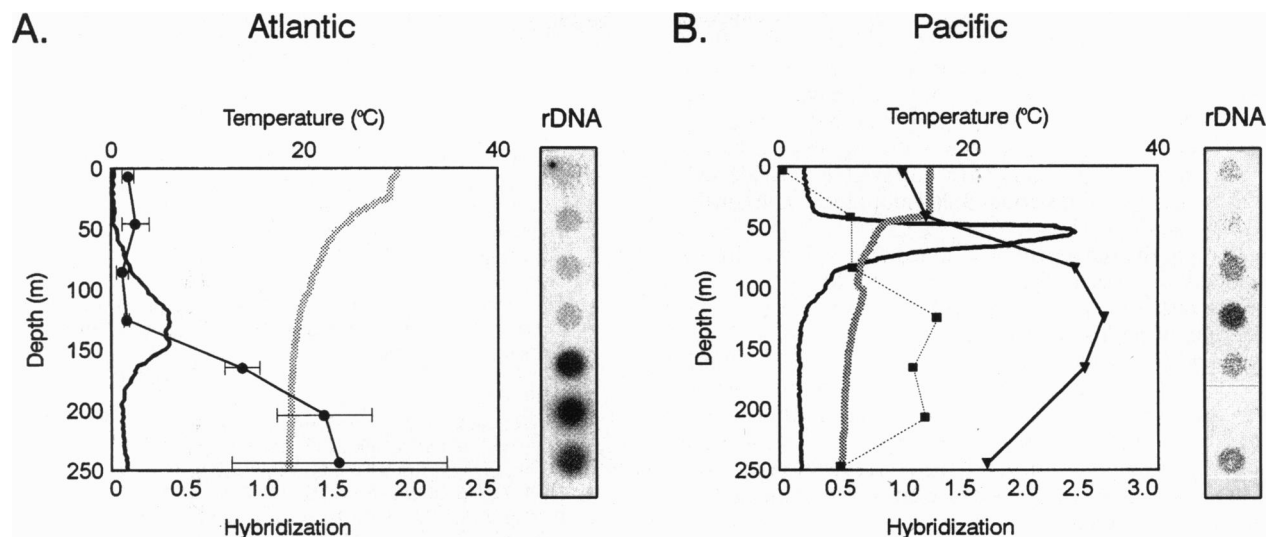 A. Atlantic
Temperature (ºC)
rDNA
0 20 40
0
50
100
150
200
250
Depth (m)
0 0.5 1.0 1.5 2.0 2.5
Hybridization
B. Pacific
Temperature (ºC)
rDNA
0 20 40
0
50
100
150
200
250
Depth (m)
0 0.5 1.0 1.5 2.0 2.5 3.0
Hybridization